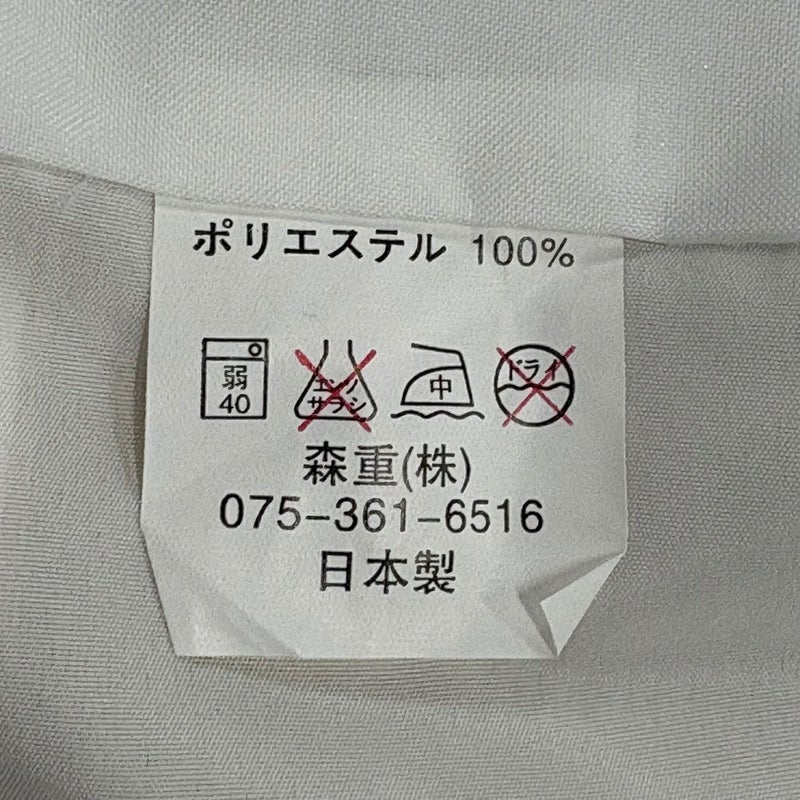 ポリエステル 100%
弱
40
エンソ
サラシ
中
ドライ
森重(株)
075-361-6516
日本製